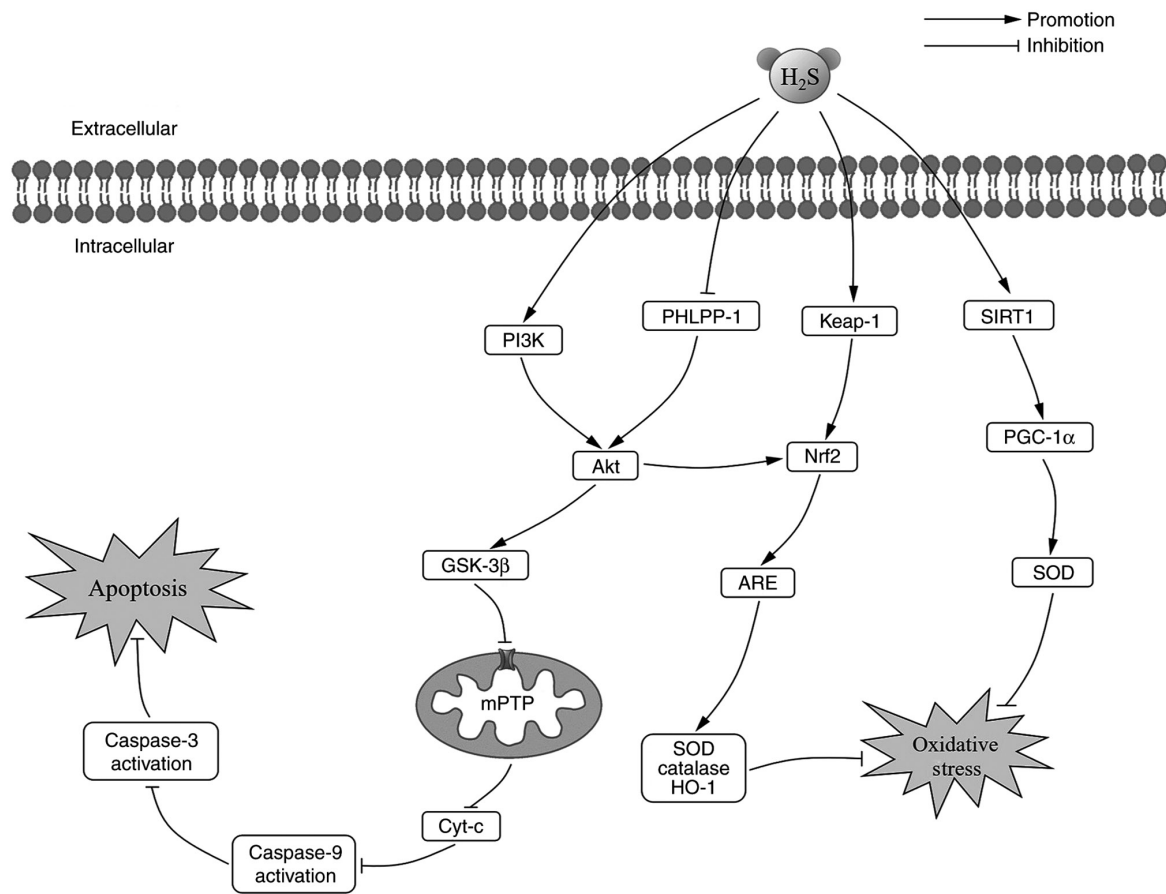 Promotion
Inhibition
H₂S
Extracellular
Intracellular
PI3K
PHLPP-1
Keap-1
SIRT1
Akt
Nrf2
PGC-1α
GSK-3β
ARE
SOD
Apoptosis
mPTP
Caspase-3
activation
SOD
catalase
HO-1
Oxidative
stress
Cyt-c
Caspase-9
activation